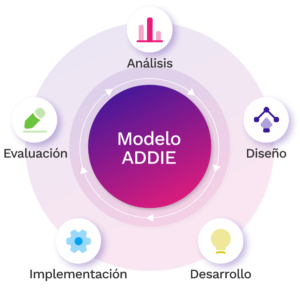 Análisis
Modelo
ADDIE
Evaluación
Diseño
Implementación
Desarrollo